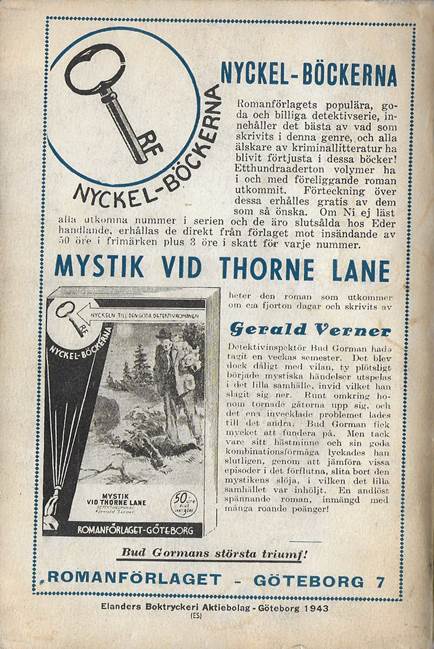 NYCKEL-BÖCKERNA
RE NYCKEL-BÖCKERNA
Romanförlagets populära, go-
da och billiga detektivserie, in-
nehåller det bästa av vad som
skrivits i denna genre, och alla
älskare av kriminallitteratur ha
blivit förtjusta i dessa böcker!
Etthundraaderton volymer ha
i och med föreliggande roman
utkommit. Förteckning över
dessa erhålles gratis av dem
som så önska. Om Ni ej läst
alla utkomna nummer i serien och de äro slutsålda hos Eder
handlande, erhållas de direkt från förlaget mot insändande av
50 öre i frimärken plus 3 öre i skatt för varje nummer.
MYSTIK VID THORNE LANE
heter den roman som utkommer
om c:a fjorton dagar och skrivits av
Gerald Verner
Detektivinspektör Bud Gorman hade
tagit en veckas semester. Det blev
dock dåligt med vilan, ty plötsligt
började mystiska händelser utspelas
i det lilla samhälle, invid vilket han
slagit sig ner. Runt omkring ho-
nom tornade gåtorna upp sig, och
det ena invecklade problemet lades
till det andra. Bud Gorman fick
mycket att fundera på. Men tack
vare sitt hästminne och sin goda
kombinationsförmåga lyckades han
slutligen, genom att jämföra vissa
episoder i det förflutna, slita bort den
mystikens slöja, i vilken det lilla
samhället var inhöljt. En andlöst
spännande roman, inmängd med
många roande poänger!
NYCKELN TILL DEN GODA DETEKTIVROMANEN
RE NYCKEL-BÖCKERNA
MYSTIK
VID THORNE LANE
Gerald Verner
50
ROMANFÖRLAGET-GÖTEBORG
Bud Gormans största triumf!
ROMANFÖRLAGET - GÖTEBORG 7
Elanders Boktryckeri Aktiebolag - Göteborg 1943
(ES)